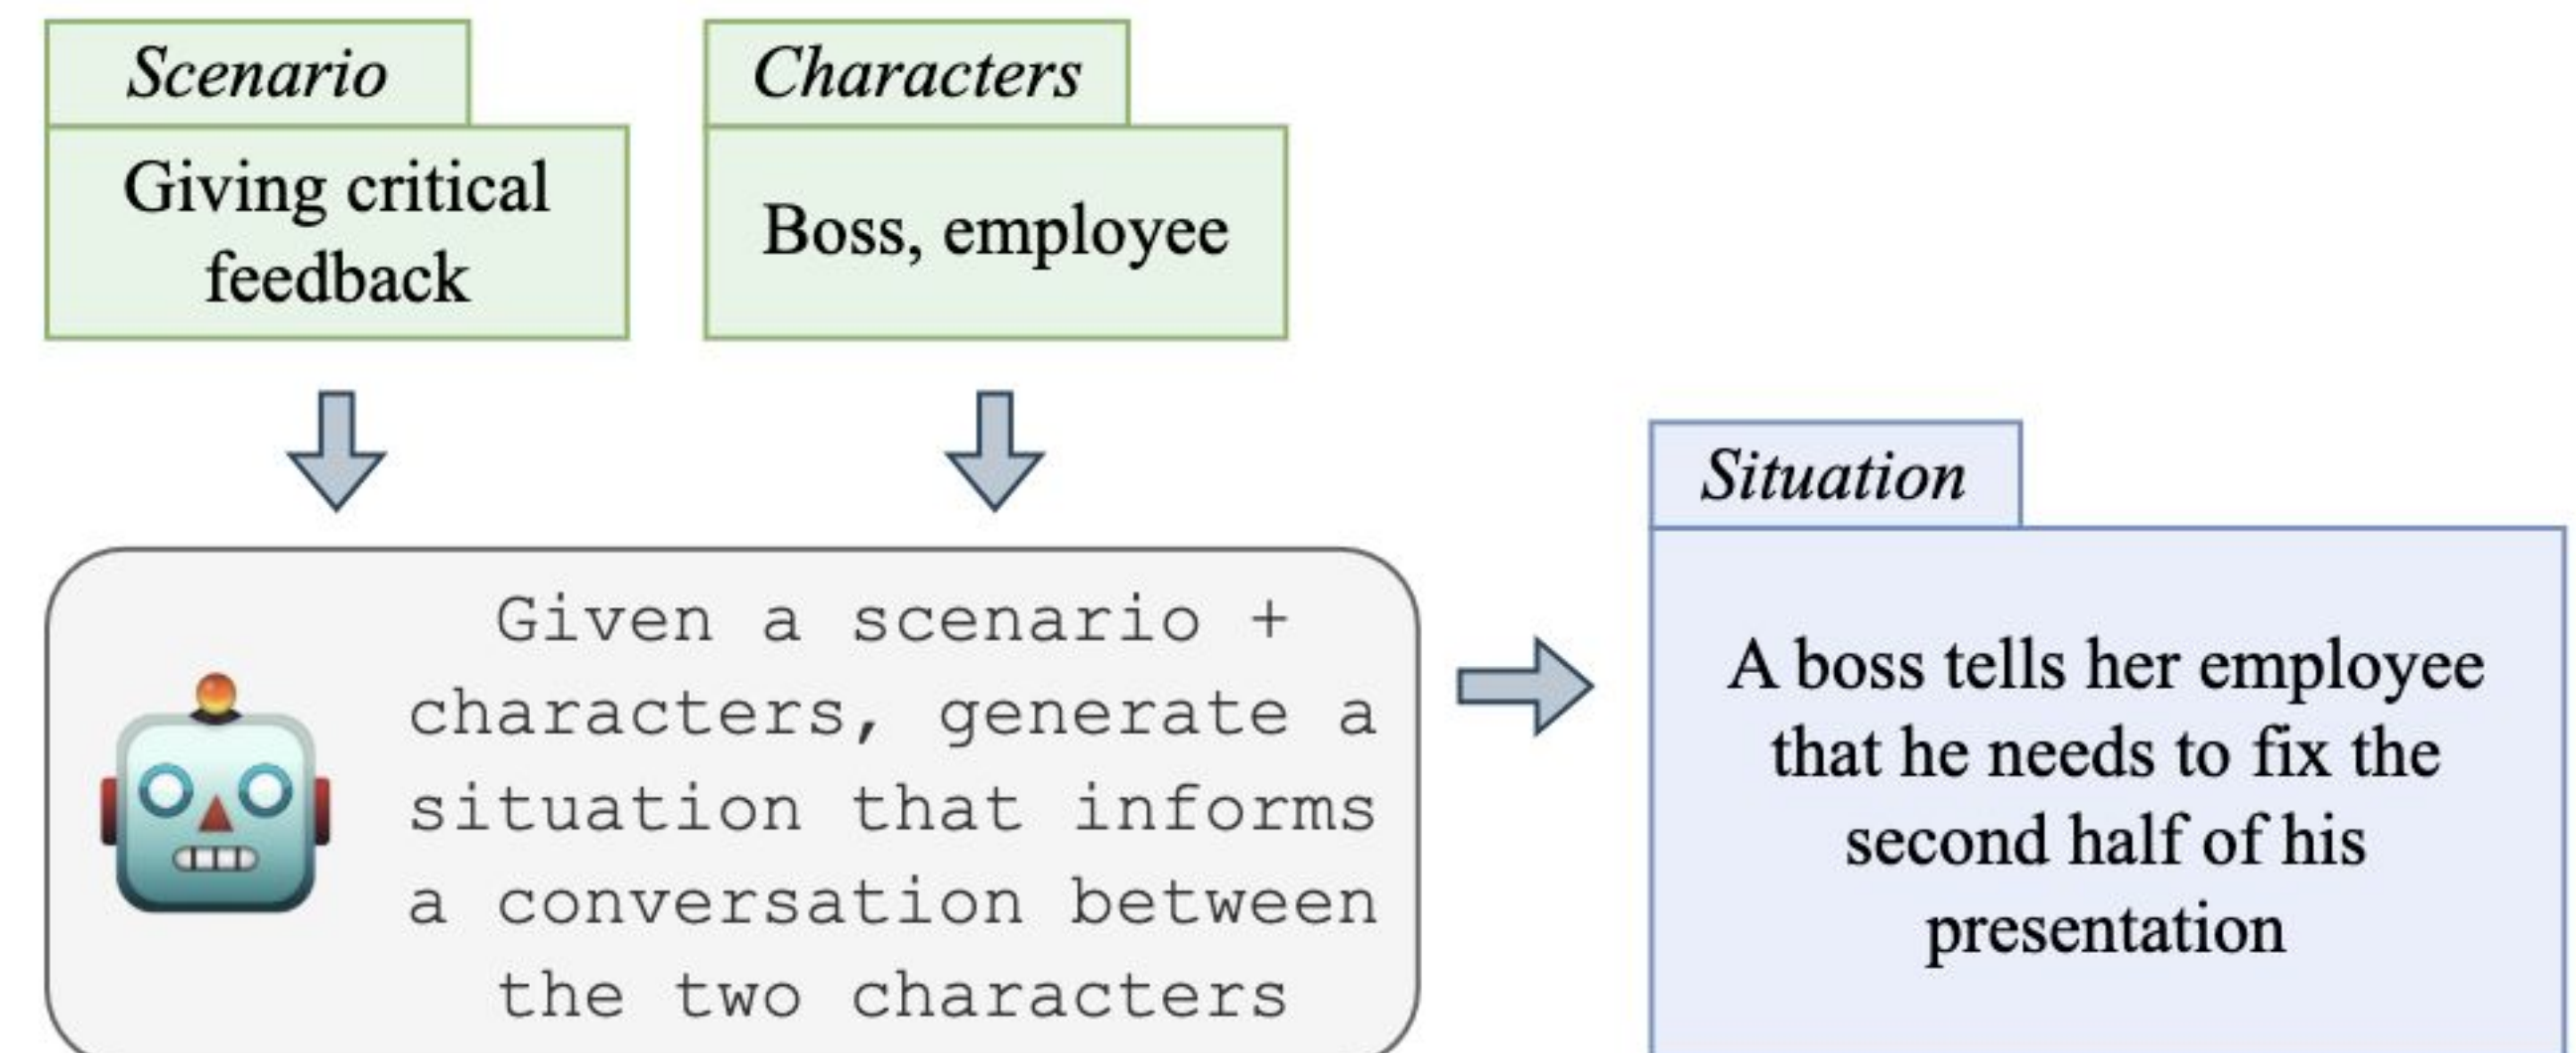 Scenario
Giving critical
feedback
Characters
Boss, employee
Given a scenario +
characters, generate a
situation that informs
a conversation between
the two characters
Situation
A boss tells her employee
that he needs to fix the
second half of his
presentation